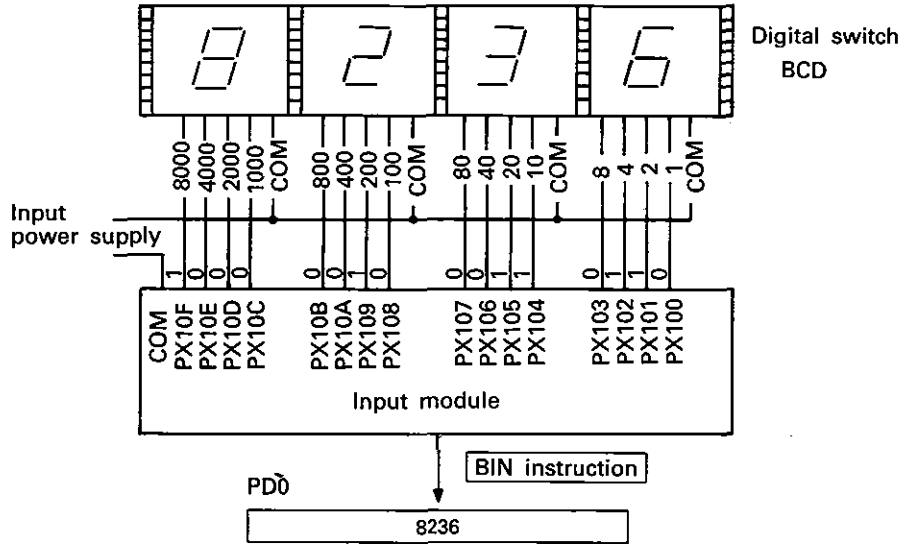 8 2 3 6
Digital switch
BCD
8000 4000 2000 1000 COM 800 400 200 100 COM 80 40 20 10 COM 8 4 2 1 COM
Input
power supply
1 0 0 0 0 0 1 0 0 0 1 1 0 1 1 0
COM PX10F PX10E PX10D PX10C PX10B PX10A PX109 PX108 PX107 PX106 PX105 PX104 PX103 PX102 PX101 PX100
Input module
BIN instruction
PD0
8236